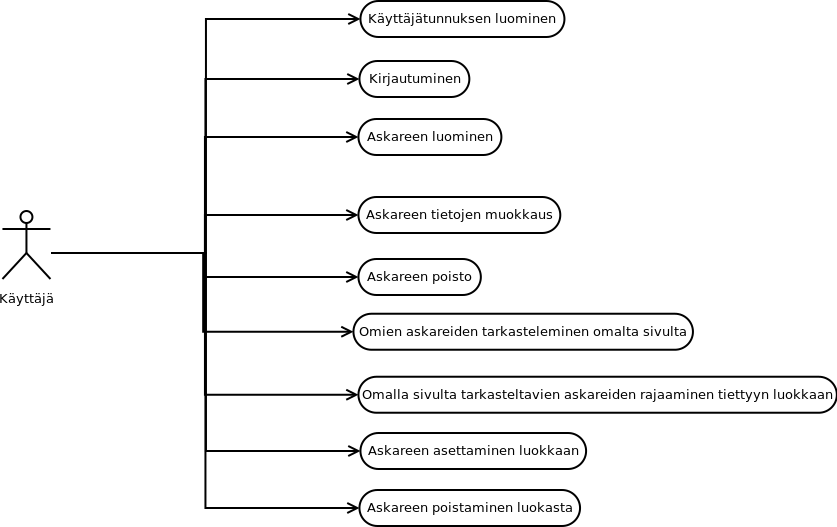 Käyttäjätunnuksen luominen
Kirjautuminen
Askareen luominen
Askareen tietojen muokkaus
Askareen poisto
Käyttäjä
Omien askareiden tarkasteleminen omalta sivulta
Omalla sivulta tarkasteltavien askareiden rajaaminen tiettyyn luokkaan
Askareen asettaminen luokkaan
Askareen poistaminen luokasta